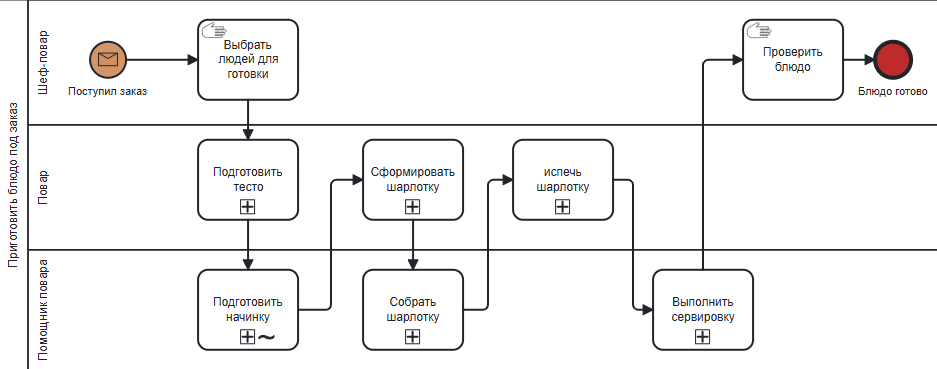 Приготовить блюдо под заказ
Шеф-повар
Поступил заказ
Выбрать
людей для
готовки
Проверить
блюдо
Блюдо готово
Повар
Подготовить
тесто
Сформировать
шарлотку
испечь
шарлотку
Помощник повара
Подготовить
начинку
Собрать
шарлотку
Выполнить
сервировку